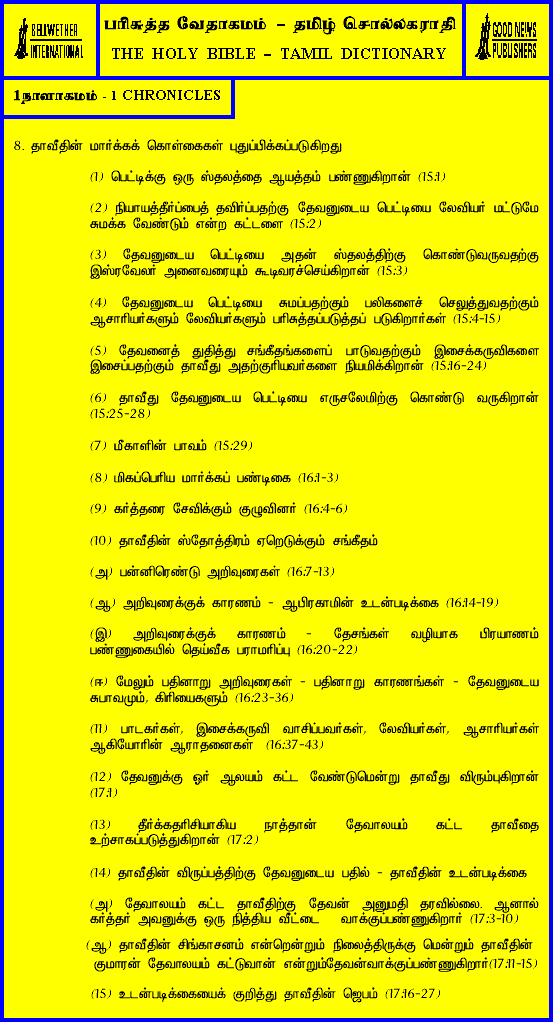 BELLWETHER
INTERNATIONAL
பரிசுத்த வேதாகமம் – தமிழ் சொல்லகராதி
THE HOLY BIBLE – TAMIL DICTIONARY
GOOD NEWS
PUBLISHERS
1நாளாகமம் - 1 CHRONICLES
8. தாவீதின் மார்க்கக் கொள்கைகள் புதுப்பிக்கப்படுகிறது
(1) பெட்டிக்கு ஒரு ஸ்தலத்தை ஆயத்தம் பண்ணுகிறான் (15:1)
(2) நியாயத்தீர்ப்பைத் தவிர்ப்பதற்கு தேவனுடைய பெட்டியை லேவியர் மட்டுமே
சுமக்க வேண்டும் என்ற கட்டளை (15:2)
(3) தேவனுடைய பெட்டியை அதன் ஸ்தலத்திற்கு கொண்டுவருவதற்கு
இஸ்ரவேலர் அனைவரையும் கூடிவரச்செய்கிறான் (15:3)
(4) தேவனுடைய பெட்டியை சுமப்பதற்கும் பலிகளைச் செலுத்துவதற்கும்
ஆசாரியர்களும் லேவியர்களும் பரிசுத்தப்படுத்தப் படுகிறார்கள் (15:4-15)
(5) தேவனைத் துதித்து சங்கீதங்களைப் பாடுவதற்கும் இசைக்கருவிகளை
இசைப்பதற்கும் தாவீது அதற்குரியவர்களை நியமிக்கிறான் (15:16-24)
(6) தாவீது தேவனுடைய பெட்டியை எருசலேமிற்கு கொண்டு வருகிறான்
(15:25-28)
(7) மீகாளின் பாவம் (15:29)
(8) மிகப்பெரிய மார்க்கப் பண்டிகை (16:1-3)
(9) கர்த்தரை சேவிக்கும் குழுவினர் (16:4-6)
(10) தாவீதின் ஸ்தோத்திரம் ஏறெடுக்கும் சங்கீதம்
(அ) பன்னிரெண்டு அறிவுரைகள் (16:7-13)
(ஆ) அறிவுரைக்குக் காரணம் - ஆபிரகாமின் உடன்படிக்கை (16:14-19)
(இ) அறிவுரைக்குக் காரணம் - தேசங்கள் வழியாக பிரயாணம்
பண்ணுகையில் தெய்வீக பராமரிப்பு (16:20-22)
(ஈ) மேலும் பதினாறு அறிவுரைகள் - பதினாறு காரணங்கள் - தேவனுடைய
சுபாவமும், கிரியைகளும் (16:23-36)
(11) பாடகர்கள், இசைக்கருவி வாசிப்பவர்கள், லேவியர்கள், ஆசாரியர்கள்
ஆகியோரின் ஆராதனைகள் (16:37-43)
(12) தேவனுக்கு ஓர் ஆலயம் கட்ட வேண்டுமென்று தாவீது விரும்புகிறான்
(17:1)
(13) தீர்க்கதரிசியாகிய நாத்தான் தேவாலயம் கட்ட தாவீதை
உற்சாகப்படுத்துகிறான் (17:2)
(14) தாவீதின் விருப்பத்திற்கு தேவனுடைய பதில் - தாவீதின் உடன்படிக்கை
(அ) தேவாலயம் கட்ட தாவீதிற்கு தேவன் அனுமதி தரவில்லை. ஆனால்
கர்த்தர் அவனுக்கு ஒரு நித்திய வீட்டை வாக்குப்பண்ணுகிறார் (17:3-10)
(ஆ) தாவீதின் சிங்காசனம் என்றென்றும் நிலைத்திருக்கு மென்றும் தாவீதின்
குமாரன் தேவாலயம் கட்டுவான் என்றும்தேவன்வாக்குப்பண்ணுகிறார்(17:11-15)
(15) உடன்படிக்கையைக் குறித்து தாவீதின் ஜெபம் (17:16-27)